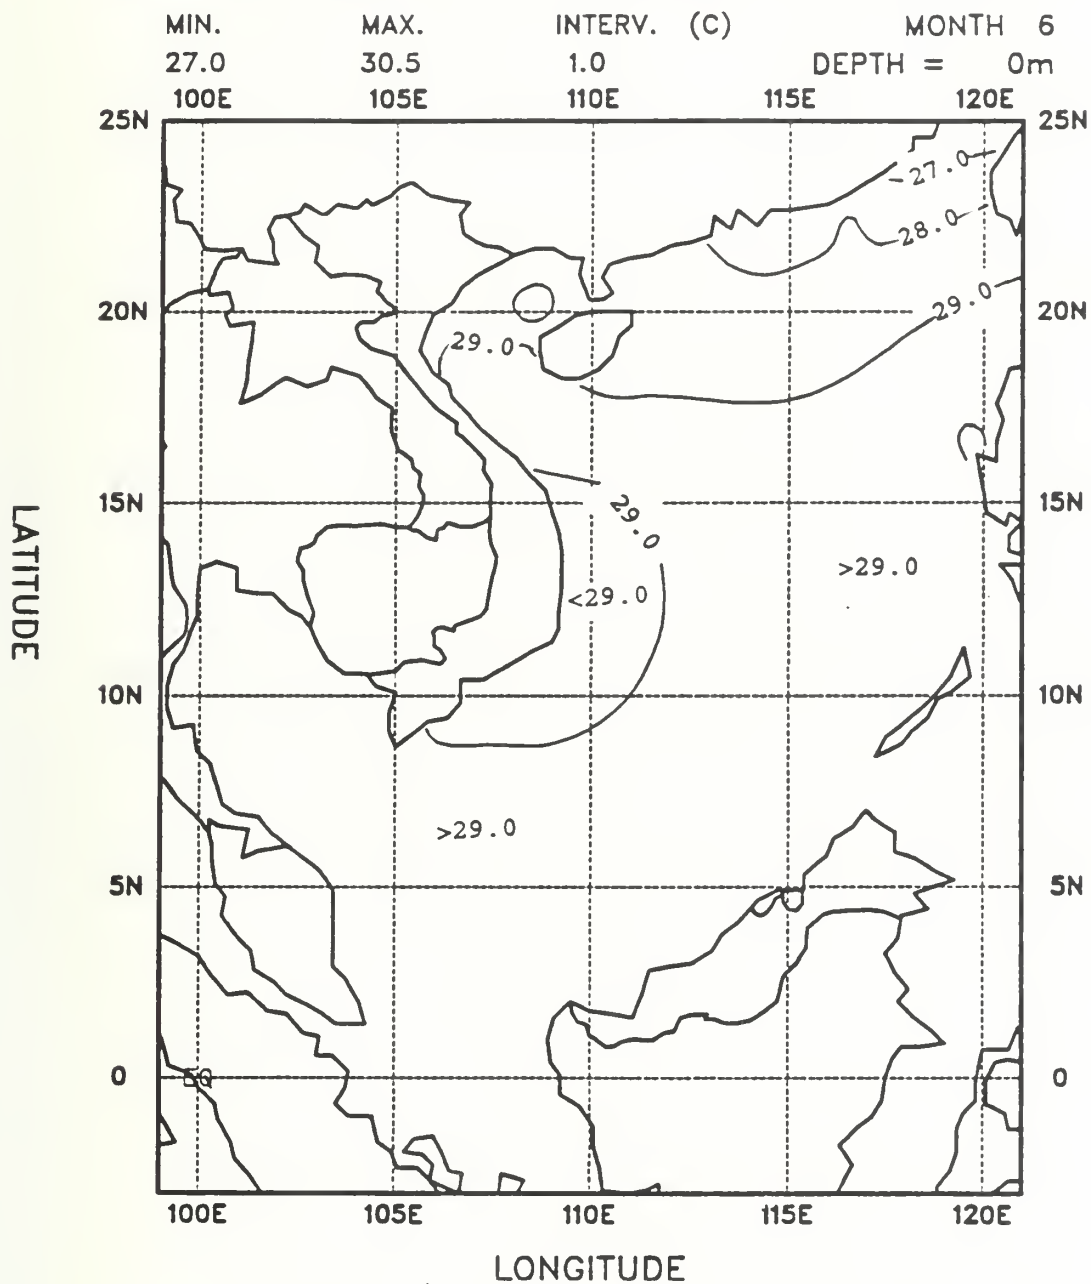 MIN. MAX. INTERV. (C) MONTH 6
27.0 30.5 1.0 DEPTH = 0m
100E 105E 110E 115E 120E
25N 25N
-27.0
28.0
29.0
20N 20N
29.0
15N 15N
29.0
>29.0
<29.0
10N 10N
>29.0
5N 5N
0 EQ 0
100E 105E 110E 115E 120E
LATITUDE
LONGITUDE